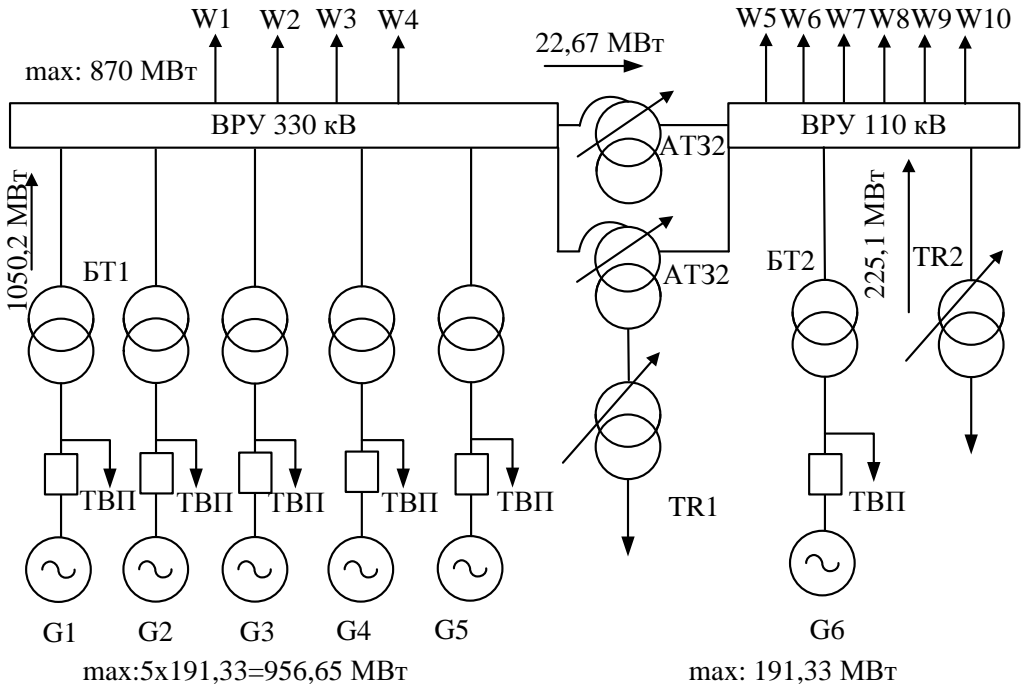 W1 W2 W3 W4
W5 W6 W7 W8 W9 W10
22,67 МВт
max: 870 МВт
ВРУ 330 кВ
ВРУ 110 кВ
АТЗ2
АТЗ2
1050,2 МВт
БТ1
БТ2
225,1 МВт
TR2
ТВП ТВП ТВП ТВП ТВП
TR1
ТВП
G1 G2 G3 G4 G5
G6
max:5x191,33=956,65 МВт
max: 191,33 МВт